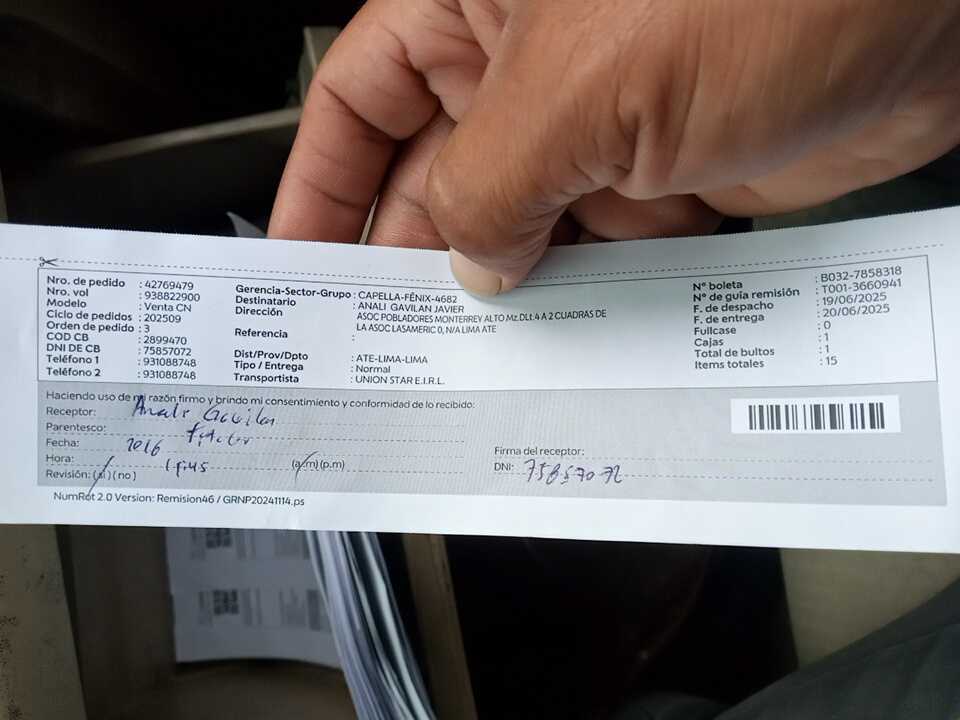 Nro. de pedido : 42769479
Nro. vol : 938822900
Modelo : Venta CN
Ciclo de pedidos : 202509
Orden de pedido : 3
COD CB : 2899470
DNI DE CB : 75857072
Teléfono 1 : 931088748
Teléfono 2 : 931088748
Gerencia-Sector-Grupo : CAPELLA-FÉNIX-4682
Destinatario : ANALI GAVILAN JAVIER
Dirección : ASOC POBLADORES MONTERREY ALTO Mz.DLt.4 A 2 CUADRAS DE
LA ASOC LASAMERIC 0, N/A LIMA ATE
Referencia :
Dist/Prov/Dpto : ATE-LIMA-LIMA
Tipo / Entrega : Normal
Transportista : UNION STAR E.I.R.L.
N° boleta : B032-7858318
N° de guía remisión : T001-3660941
F. de despacho : 19/06/2025
F. de entrega : 20/06/2025
Fullcase : 0
Cajas : 1
Total de bultos : 1
Items totales : 15
Haciendo uso de mi razón firmo y brindo mi consentimiento y conformidad de lo recibido:
Receptor: Anali Gavilan
Parentesco:
Fecha:
Hora: (a.m) (p.m)
Revisión: (si) (no)
Firma del receptor:
DNI: 75857072
NumRot 2.0 Version: Remision46 / GRNP20241114.ps